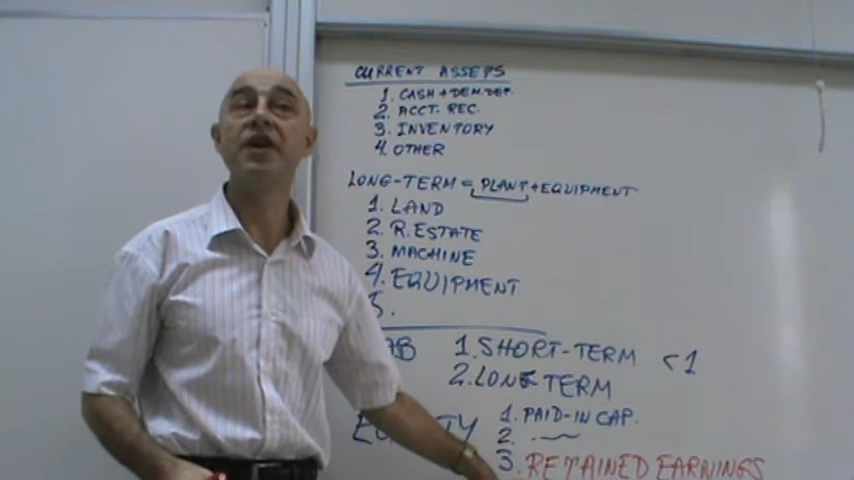 CURRENT ASSETS
1. CASH + DEM. DEP.
2. ACCT. REC.
3. INVENTORY
4. OTHER
LONG-TERM = PLANT + EQUIPMENT
1. LAND
2. R. ESTATE
3. MACHINE
4. EQUIPMENT
5.
1. SHORT-TERM < 1
2. LONG TERM
1. PAID-IN CAP.
2.
3. RETAINED EARNINGS